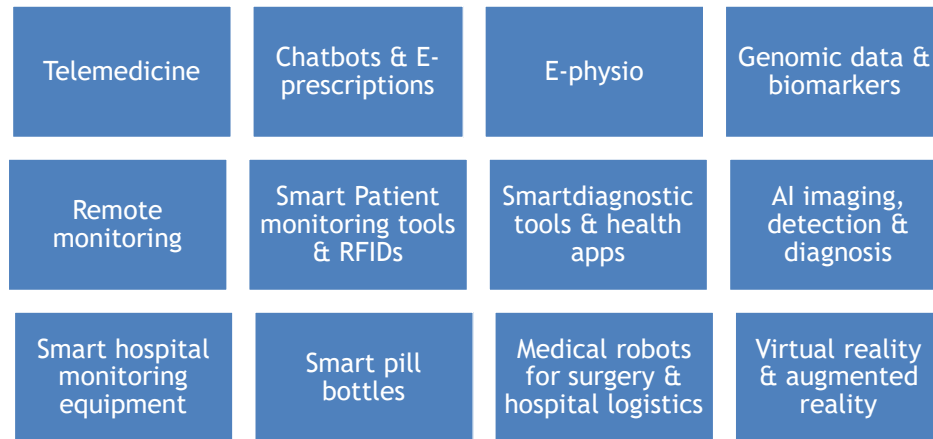 Telemedicine
Chatbots & E-
prescriptions
E-physio
Genomic data &
biomarkers
Remote
monitoring
Smart Patient
monitoring tools
& RFIDs
Smartdiagnostic
tools & health
apps
AI imaging,
detection &
diagnosis
Smart hospital
monitoring
equipment
Smart pill
bottles
Medical robots
for surgery &
hospital logistics
Virtual reality
& augmented
reality